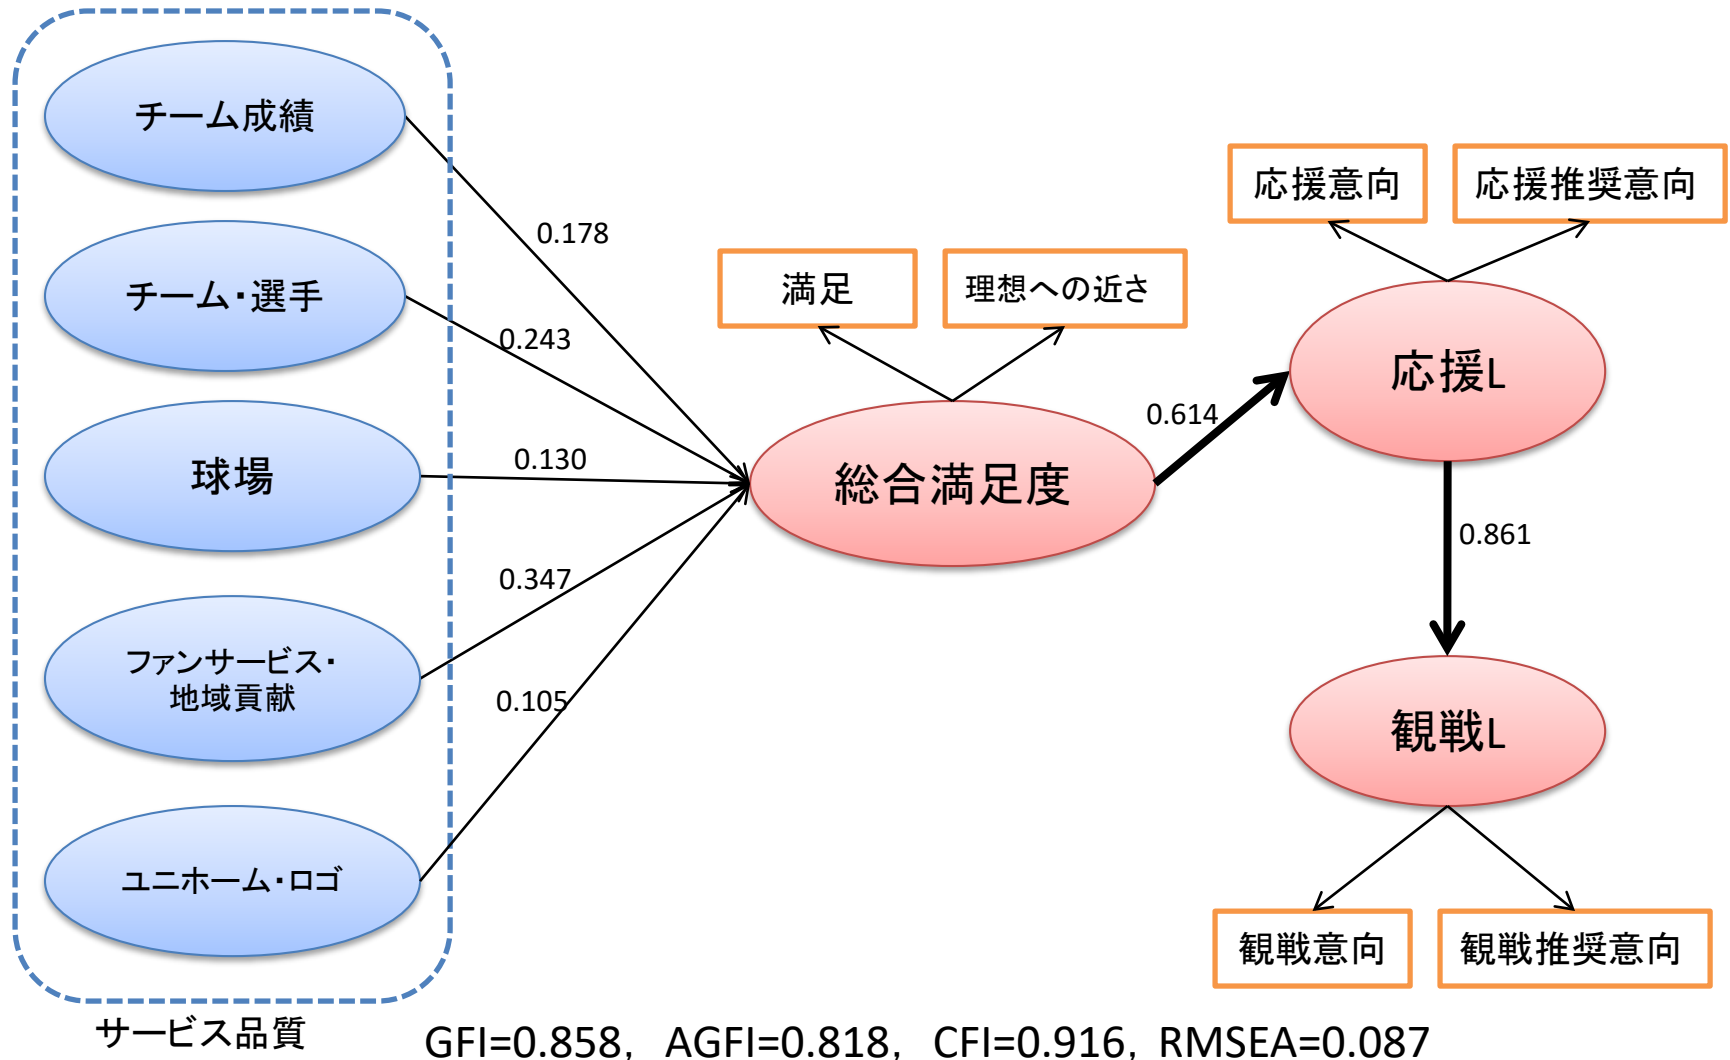 チーム成績
チーム・選手
球場
ファンサービス・
地域貢献
ユニホーム・ロゴ
サービス品質
0.178
0.243
0.130
0.347
0.105
満足
理想への近さ
総合満足度
0.614
応援意向
応援推奨意向
応援L
0.861
観戦L
観戦意向
観戦推奨意向
GFI=0.858, AGFI=0.818, CFI=0.916, RMSEA=0.087